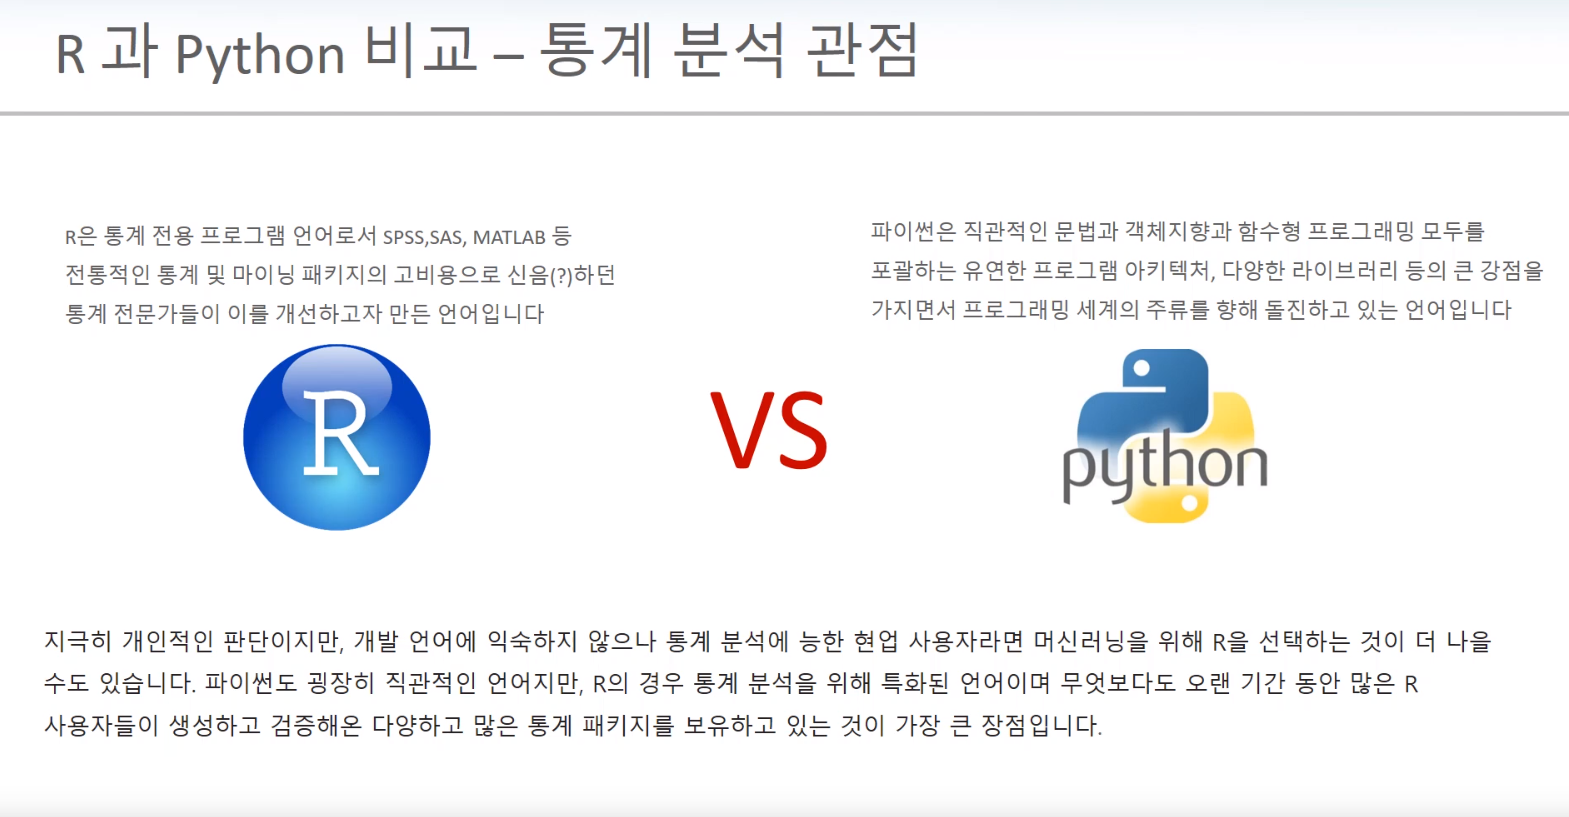 R 과 Python 비교 – 통계 분석 관점
R은 통계 전용 프로그램 언어로서 SPSS,SAS, MATLAB 등
전통적인 통계 및 마이닝 패키지의 고비용으로 신음(?)하던
통계 전문가들이 이를 개선하고자 만든 언어입니다
파이썬은 직관적인 문법과 객체지향과 함수형 프로그래밍 모두를
포괄하는 유연한 프로그램 아키텍처, 다양한 라이브러리 등의 큰 강점을
가지면서 프로그래밍 세계의 주류를 향해 돌진하고 있는 언어입니다
R
VS
python
지극히 개인적인 판단이지만, 개발 언어에 익숙하지 않으나 통계 분석에 능한 현업 사용자라면 머신러닝을 위해 R을 선택하는 것이 더 나을
수도 있습니다. 파이썬도 굉장히 직관적인 언어지만, R의 경우 통계 분석을 위해 특화된 언어이며 무엇보다도 오랜 기간 동안 많은 R
사용자들이 생성하고 검증해온 다양하고 많은 통계 패키지를 보유하고 있는 것이 가장 큰 장점입니다.